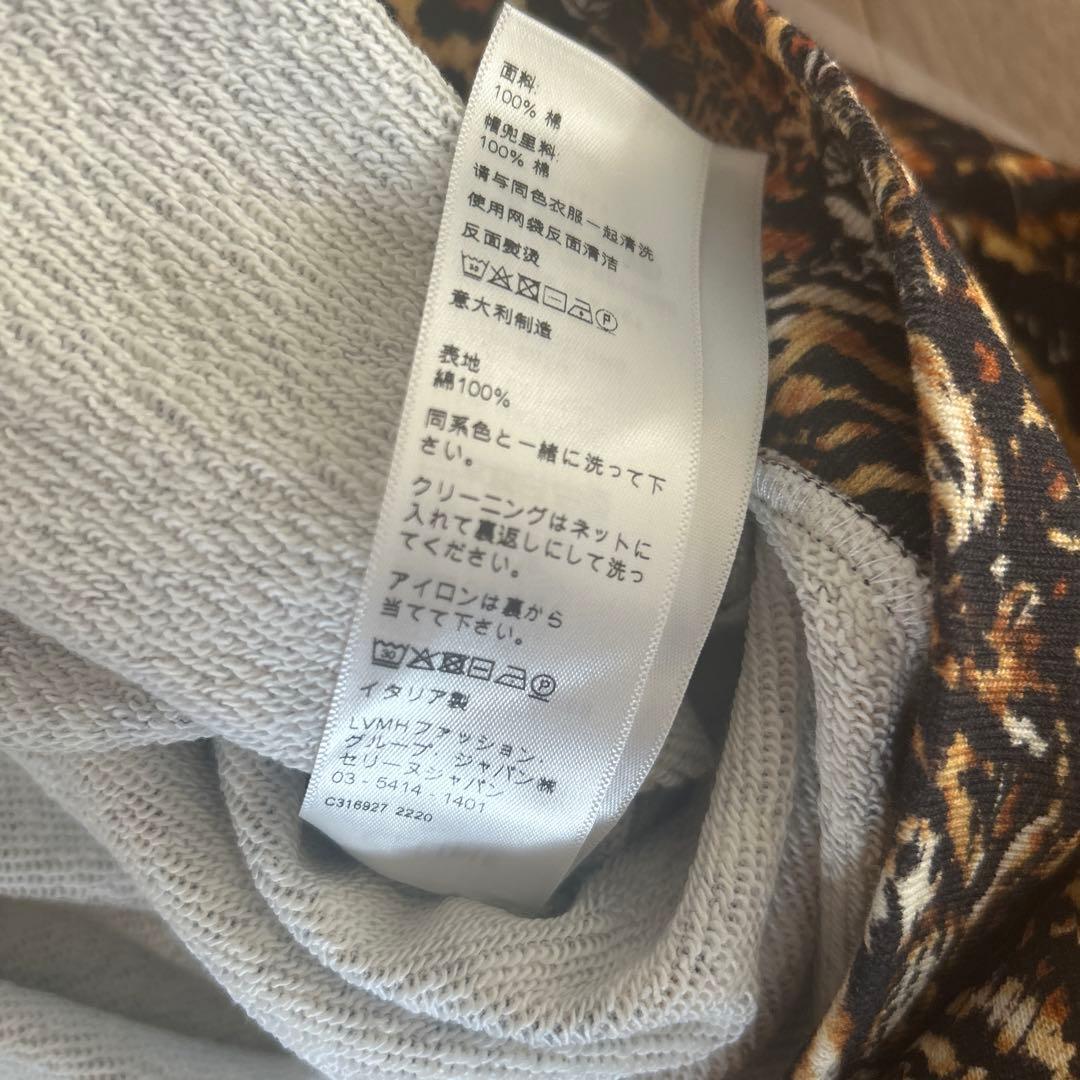 面料:
100% 棉
帽兜里料:
100% 棉
请与同色衣服一起清洗
使用网袋反面清洁
反面熨烫
意大利制造
表地
綿100%
同系色と一緒に洗って下
さい。
クリーニングはネットに
入れて裏返しにして洗っ
てください。
アイロンは裏から
当てて下さい。
30
P
イタリア製
LVMHファッション.
グループ. ジャパン㈱
セリーヌジャパン
03 - 5414 - 1401
C316927 2220